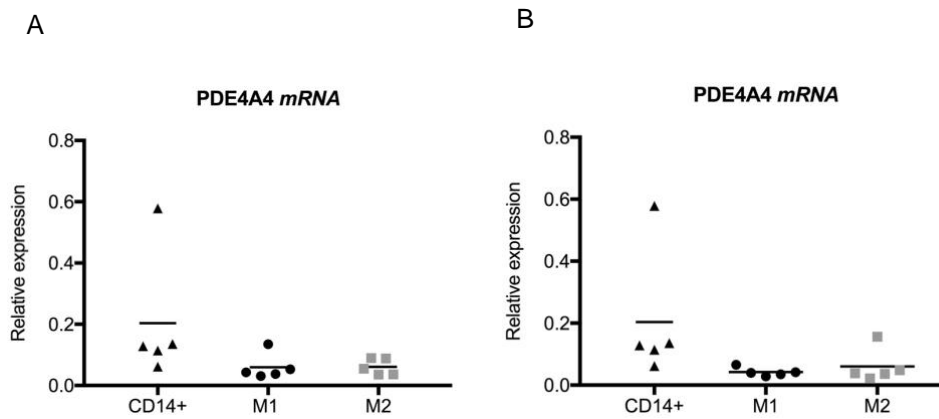 A
PDE4A4 mRNA
Relative expression
0.8
0.6
0.4
0.2
0.0
CD14+ M1 M2
B
PDE4A4 mRNA
Relative expression
0.8
0.6
0.4
0.2
0.0
CD14+ M1 M2